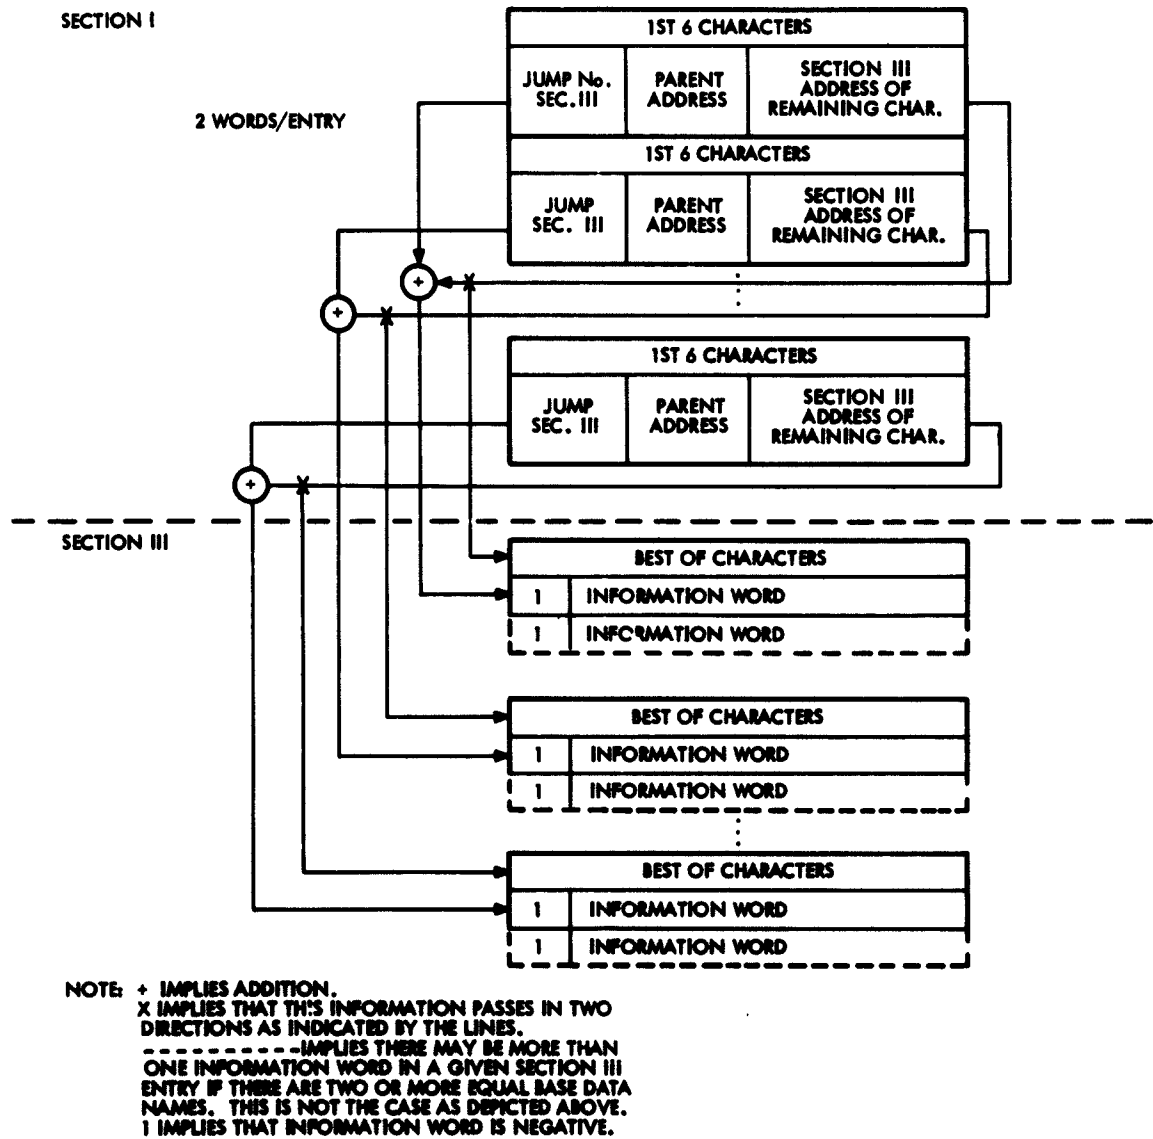 SECTION I
1ST 6 CHARACTERS
JUMP No.
SEC. III
PARENT
ADDRESS
SECTION III
ADDRESS OF
REMAINING CHAR.
2 WORDS/ENTRY
1ST 6 CHARACTERS
JUMP
SEC. III
PARENT
ADDRESS
SECTION III
ADDRESS OF
REMAINING CHAR.
+
X
+
X
1ST 6 CHARACTERS
JUMP
SEC. III
PARENT
ADDRESS
SECTION III
ADDRESS OF
REMAINING CHAR.
+
X
SECTION III
BEST OF CHARACTERS
1 INFORMATION WORD
1 INFORMATION WORD
BEST OF CHARACTERS
1 INFORMATION WORD
1 INFORMATION WORD
BEST OF CHARACTERS
1 INFORMATION WORD
1 INFORMATION WORD
NOTE: + IMPLIES ADDITION.
X IMPLIES THAT TH'S INFORMATION PASSES IN TWO
DIRECTIONS AS INDICATED BY THE LINES.
-----------IMPLIES THERE MAY BE MORE THAN
ONE INFORMATION WORD IN A GIVEN SECTION III
ENTRY IF THERE ARE TWO OR MORE EQUAL BASE DATA
NAMES. THIS IS NOT THE CASE AS DEPICTED ABOVE.
1 IMPLIES THAT INFORMATION WORD IS NEGATIVE.